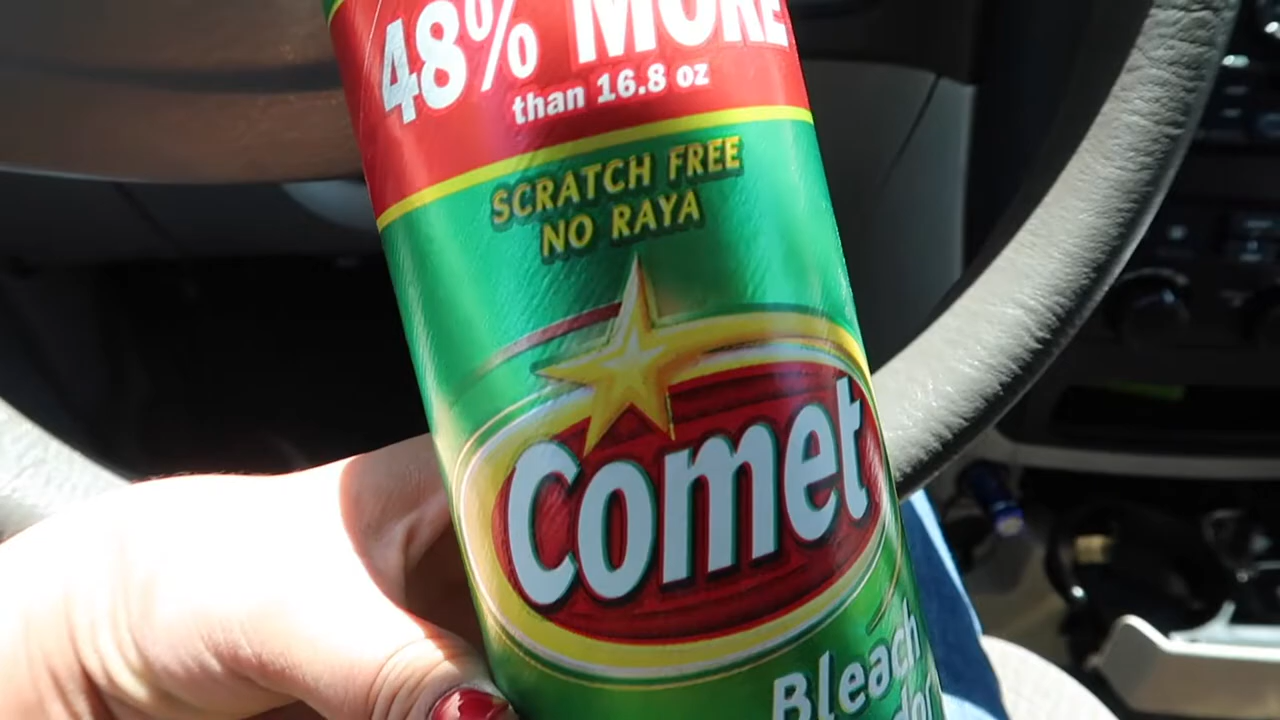 48% MORE
than 16.8 oz
SCRATCH FREE
NO RAYA
Comet
Bleach